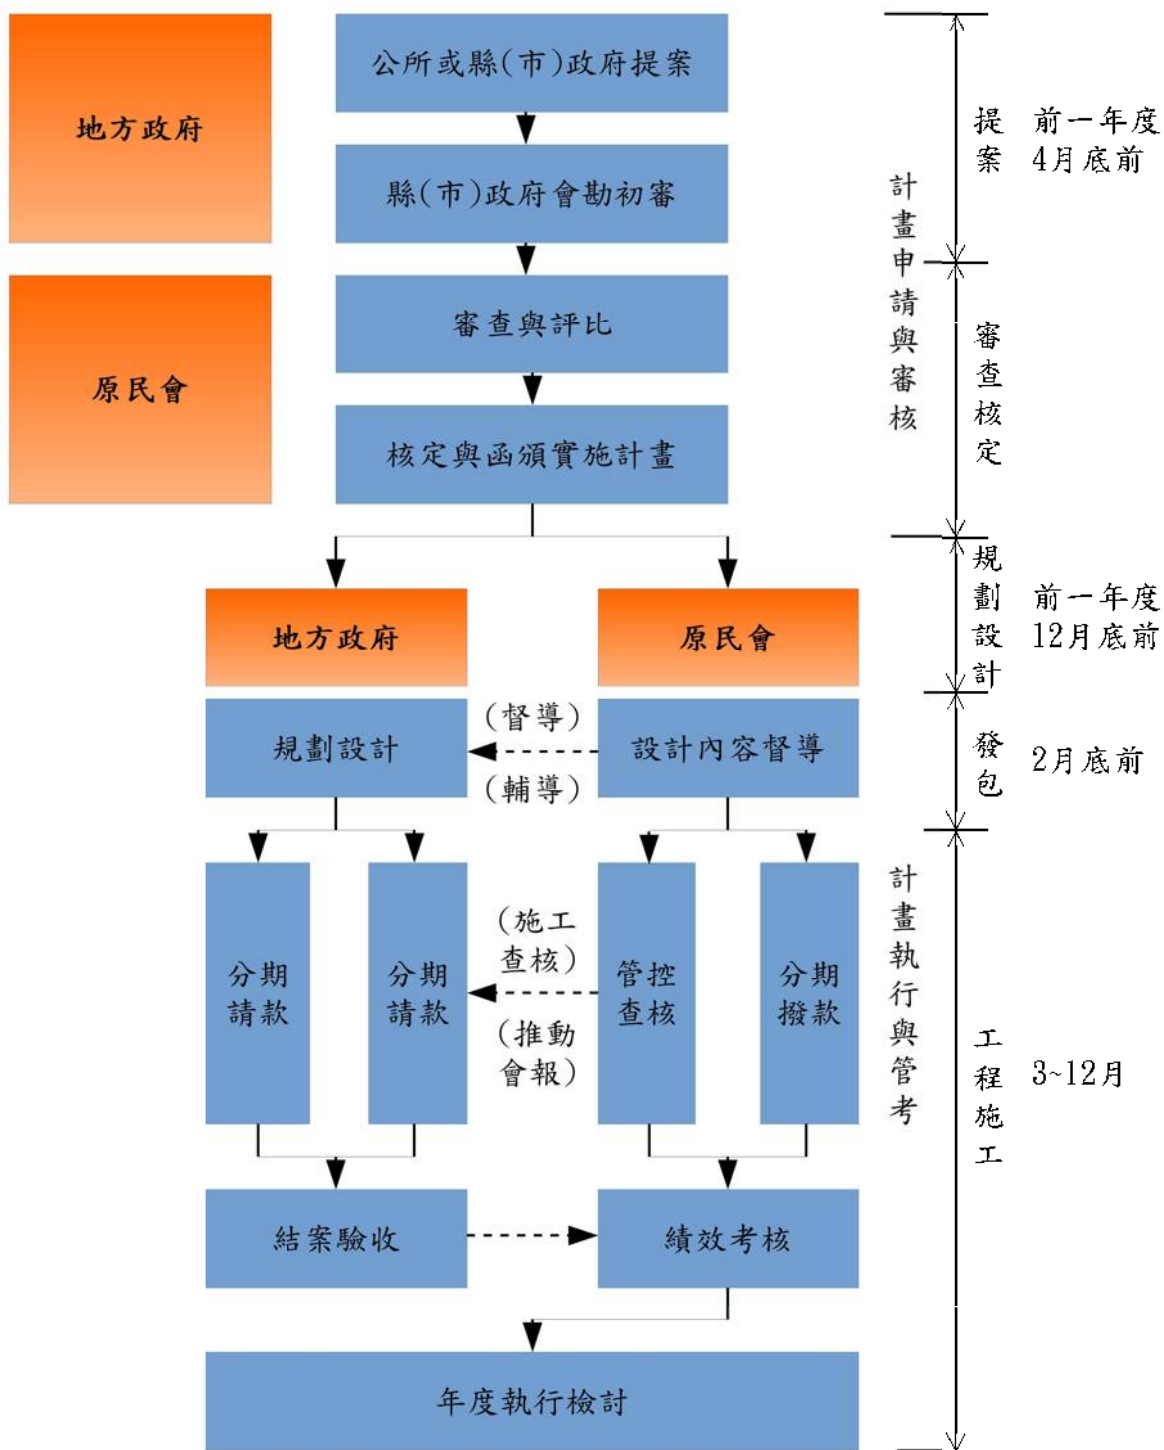 地方政府
公所或縣(市)政府提案
縣(市)政府會勘初審
原民會
審查與評比
核定與函頒實施計畫
計畫申請與審核
提案
前一年度
4月底前
審查核定
地方政府
原民會
規劃設計
前一年度
12月底前
規劃設計
(督導)
(輔導)
設計內容督導
發包
2月底前
分期
請款
分期
請款
(施工
查核)
(推動
會報)
管控
查核
分期
撥款
計畫執行與管考
工程施工
3~12月
結案驗收
績效考核
年度執行檢討